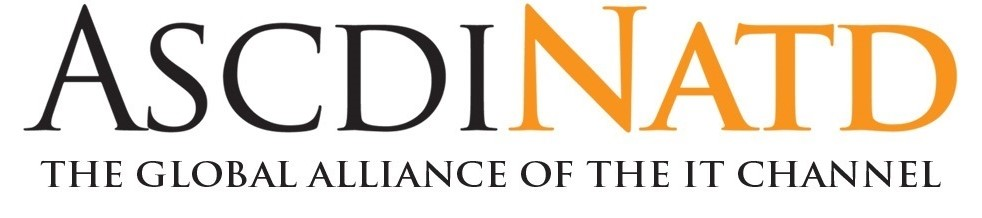 ASCDINATD
THE GLOBAL ALLIANCE OF THE IT CHANNEL